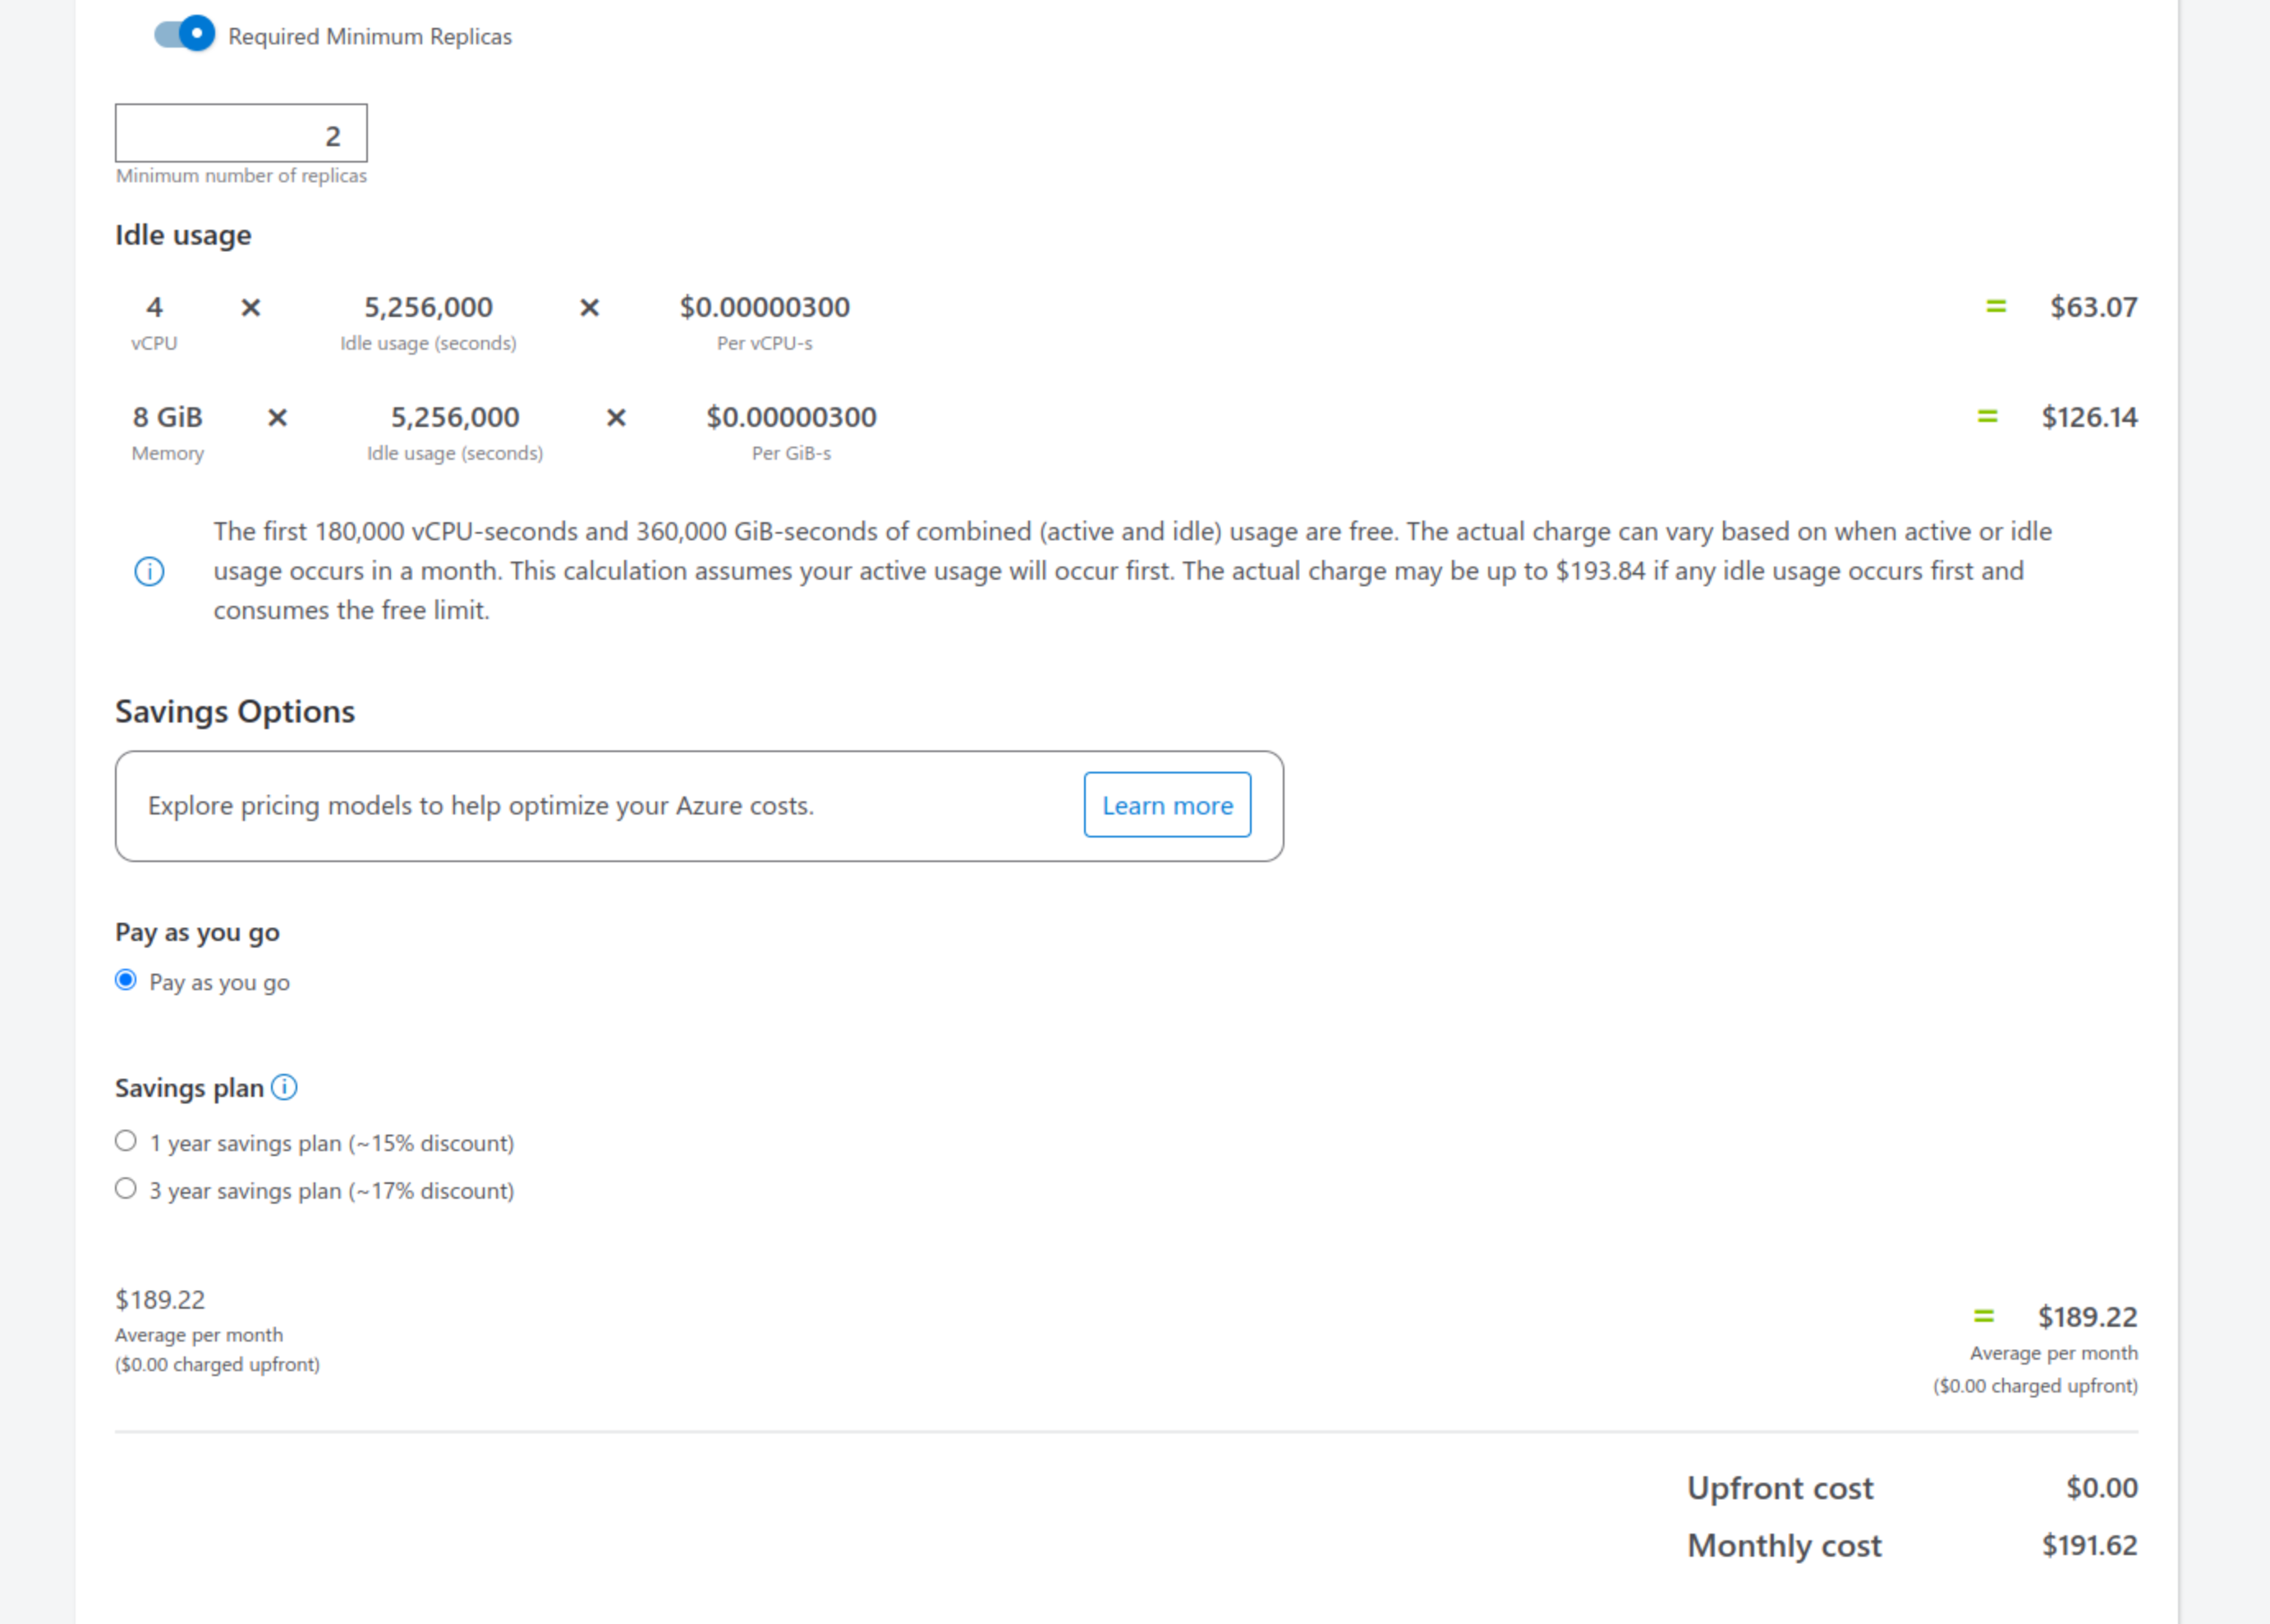 Required Minimum Replicas
2
Minimum number of replicas
Idle usage
4 × 5,256,000 × $0.00000300 = $63.07
vCPU Idle usage (seconds) Per vCPU-s
8 GiB × 5,256,000 × $0.00000300 = $126.14
Memory Idle usage (seconds) Per GiB-s
The first 180,000 vCPU-seconds and 360,000 GiB-seconds of combined (active and idle) usage are free. The actual charge can vary based on when active or idle
usage occurs in a month. This calculation assumes your active usage will occur first. The actual charge may be up to $193.84 if any idle usage occurs first and
consumes the free limit.
Savings Options
Explore pricing models to help optimize your Azure costs. Learn more
Pay as you go
Pay as you go
Savings plan
1 year savings plan (~15% discount)
3 year savings plan (~17% discount)
$189.22
Average per month
($0.00 charged upfront)
= $189.22
Average per month
($0.00 charged upfront)
Upfront cost $0.00
Monthly cost $191.62